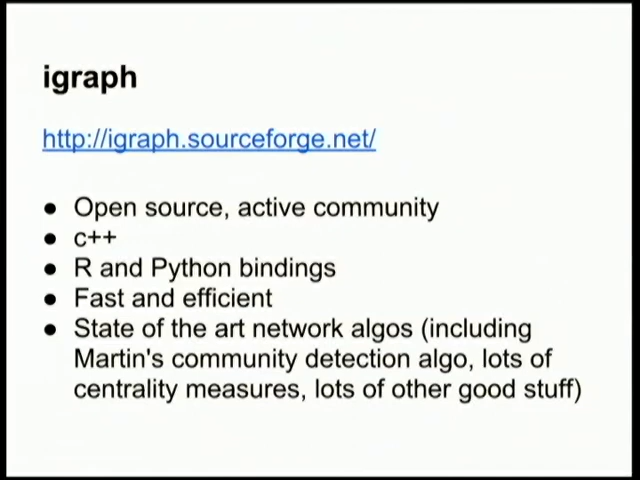 igraph
http://igraph.sourceforge.net/
● Open source, active community
● c++
● R and Python bindings
● Fast and efficient
● State of the art network algos (including
Martin's community detection algo, lots of
centrality measures, lots of other good stuff)